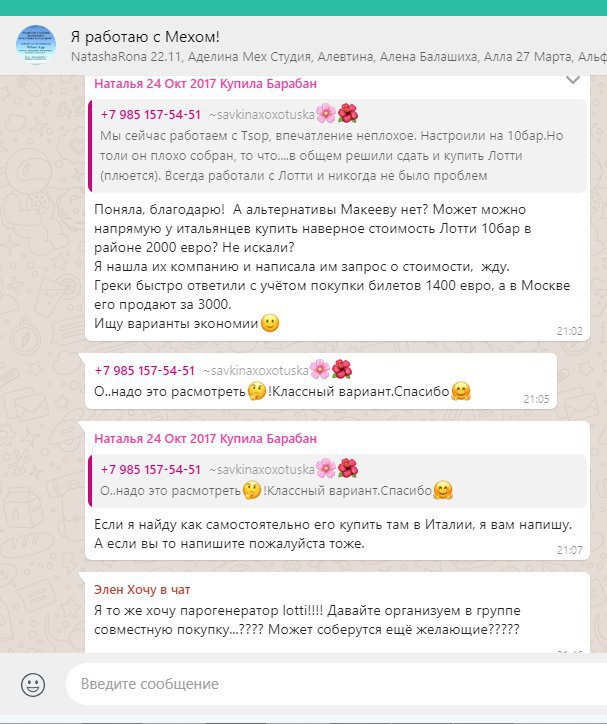 Я работаю с Мехом!
NatashaRona 22.11, Аделина Мех Студия, Алевтина, Алена Балашиха, Алла 27 Марта, Альф
Наталья 24 Окт 2017 Купила Барабан
+7 985 157-54-51 ~savkinaxoxotuska🌸🌺
Мы сейчас работаем с Tsop, впечатление неплохое. Настроили на 10бар.Но
толи он плохо собран, то что....в общем решили сдать и купить Лотти
(плюется). Всегда работали с Лотти и никогда не было проблем
Поняла, благодарю! А альтернативы Макееву нет? Может можно
напрямую у итальянцев купить наверное стоимость Лотти 10бар в
районе 2000 евро? Не искали?
Я нашла их компанию и написала им запрос о стоимости, жду.
Греки быстро ответили с учётом покупки билетов 1400 евро, а в Москве
его продают за 3000.
Ищу варианты экономии🙂
21:02
+7 985 157-54-51 ~savkinaxoxotuska🌸🌺
О..надо это расмотреть🤔!Классный вариант.Спасибо🤗
21:05
Наталья 24 Окт 2017 Купила Барабан
+7 985 157-54-51 ~savkinaxoxotuska🌸🌺
О..надо это расмотреть🤔!Классный вариант.Спасибо🤗
Если я найду как самостоятельно его купить там в Италии, я вам напишу.
А если вы то напишите пожалуйста тоже.
21:07
Элен Хочу в чат
Я то же хочу парогенератор lotti!!!! Давайте организуем в группе
совместную покупку...???? Может соберутся ещё желающие?????
Введите сообщение